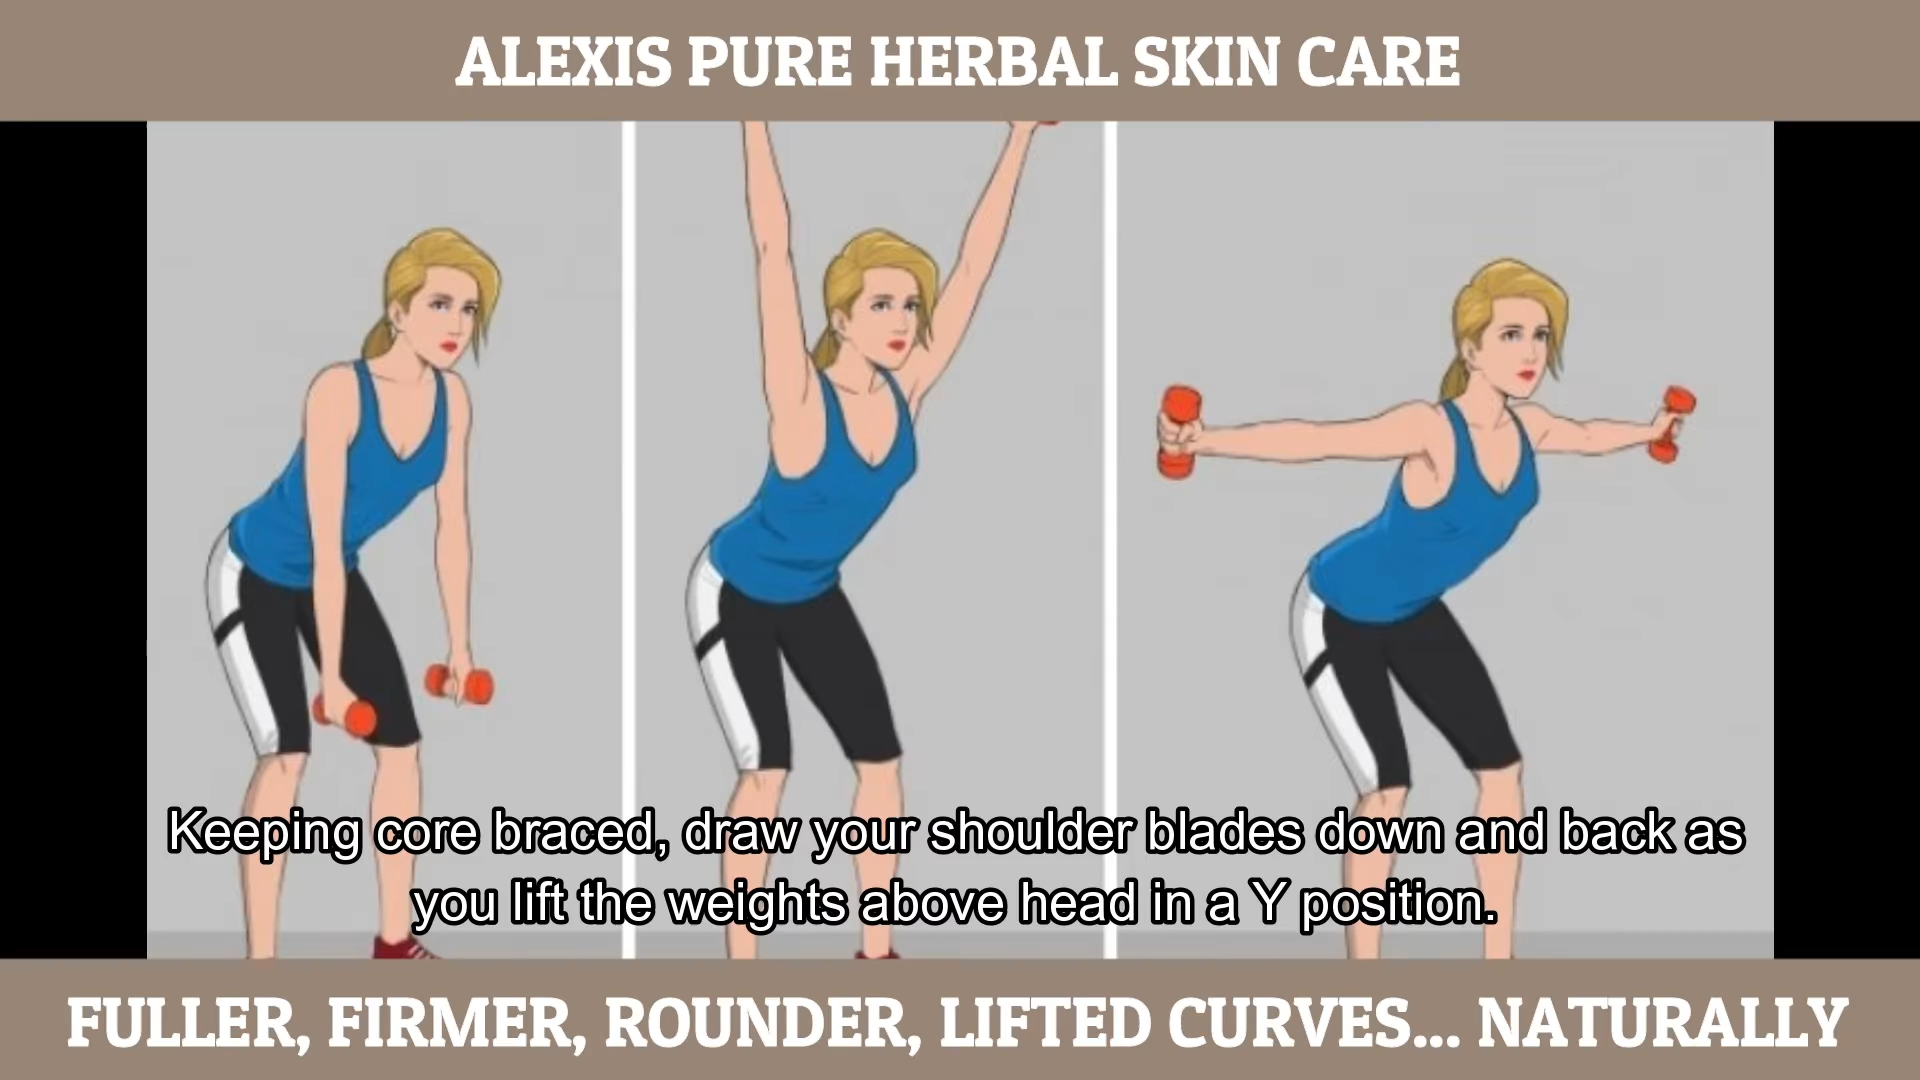 ALEXIS PURE HERBAL SKIN CARE
Keeping core braced, draw your shoulder blades down and back as
you lift the weights above head in a Y position.
FULLER, FIRMER, ROUNDER, LIFTED CURVES... NATURALLY